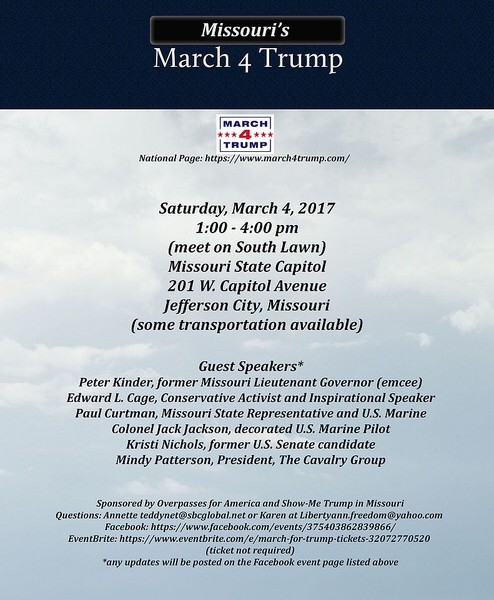 Missouri's
March 4 Trump
MARCH
4
TRUMP
National Page: https://www.march4trump.com/
Saturday, March 4, 2017
1:00 - 4:00 pm
(meet on South Lawn)
Missouri State Capitol
201 W. Capitol Avenue
Jefferson City, Missouri
(some transportation available)
Guest Speakers*
Peter Kinder, former Missouri Lieutenant Governor (emcee)
Edward L. Cage, Conservative Activist and Inspirational Speaker
Paul Curtman, Missouri State Representative and U.S. Marine
Colonel Jack Jackson, decorated U.S. Marine Pilot
Kristi Nichols, former U.S. Senate candidate
Mindy Patterson, President, The Cavalry Group
Sponsored by Overpasses for America and Show-Me Trump in Missouri
Questions: Annette teddynet@sbcglobal.net or Karen at Libertyann.freedom@yahoo.com
Facebook: https://www.facebook.com/events/375403862839866/
EventBrite: https://www.eventbrite.com/e/march-for-trump-tickets-32072770520
(ticket not required)
*any updates will be posted on the Facebook event page listed above